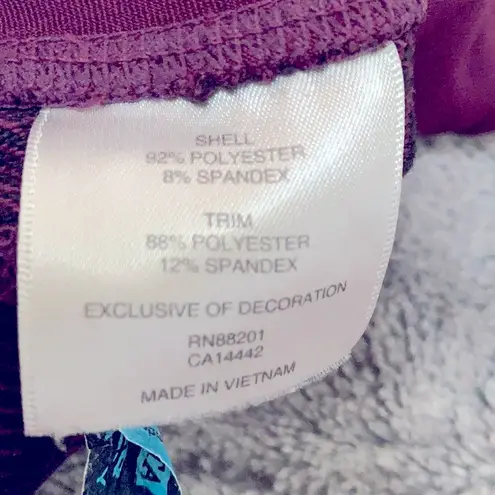 SHELL
92% POLYESTER
8% SPANDEX
TRIM
88% POLYESTER
12% SPANDEX
EXCLUSIVE OF DECORATION
RN88201
CA14442
MADE IN VIETNAM